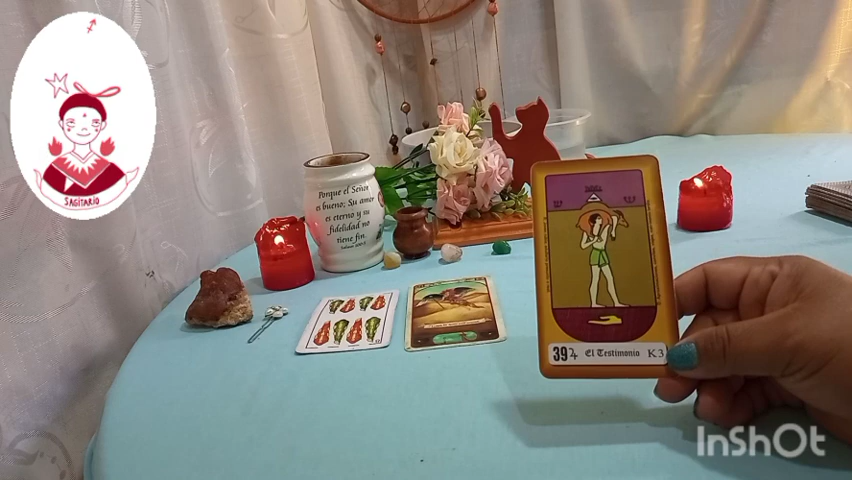 SAGITARIO
Porque el Señor
es bueno; Su amor
es eterno y su
fidelidad no
tiene fin.
39 El Testimonio K3
InShOt